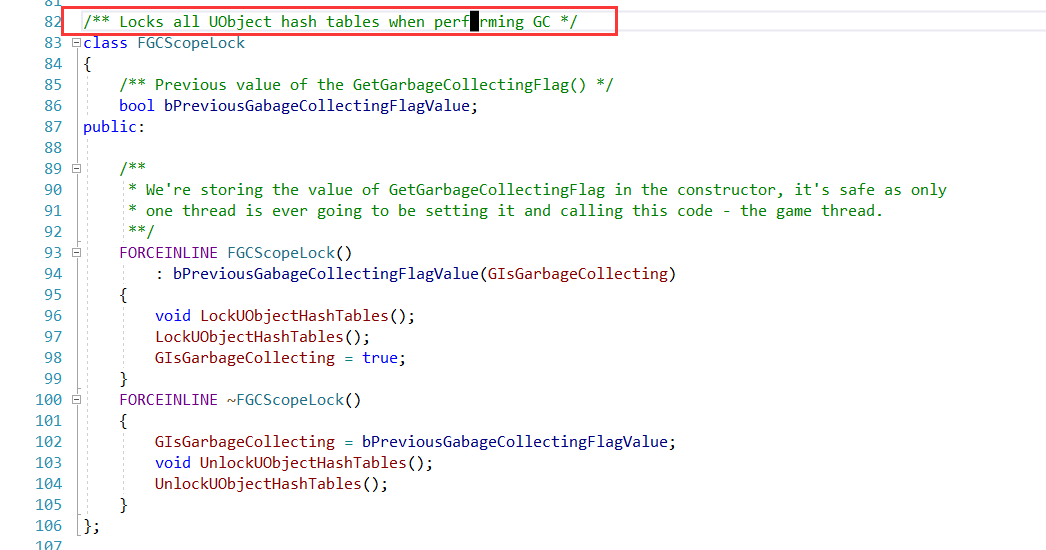 81
82 /** Locks all UObject hash tables when perf rming GC */
83 class FGCScopeLock
84 {
85 /** Previous value of the GetGarbageCollectingFlag() */
86 bool bPreviousGabageCollectingFlagValue;
87 public:
88
89 /**
90 * We're storing the value of GetGarbageCollectingFlag in the constructor, it's safe as only
91 * one thread is ever going to be setting it and calling this code - the game thread.
92 **/
93 FORCEINLINE FGCScopeLock()
94 : bPreviousGabageCollectingFlagValue(GIsGarbageCollecting)
95 {
96 void LockUObjectHashTables();
97 LockUObjectHashTables();
98 GIsGarbageCollecting = true;
99 }
100 FORCEINLINE ~FGCScopeLock()
101 {
102 GIsGarbageCollecting = bPreviousGabageCollectingFlagValue;
103 void UnlockUObjectHashTables();
104 UnlockUObjectHashTables();
105 }
106 };
107